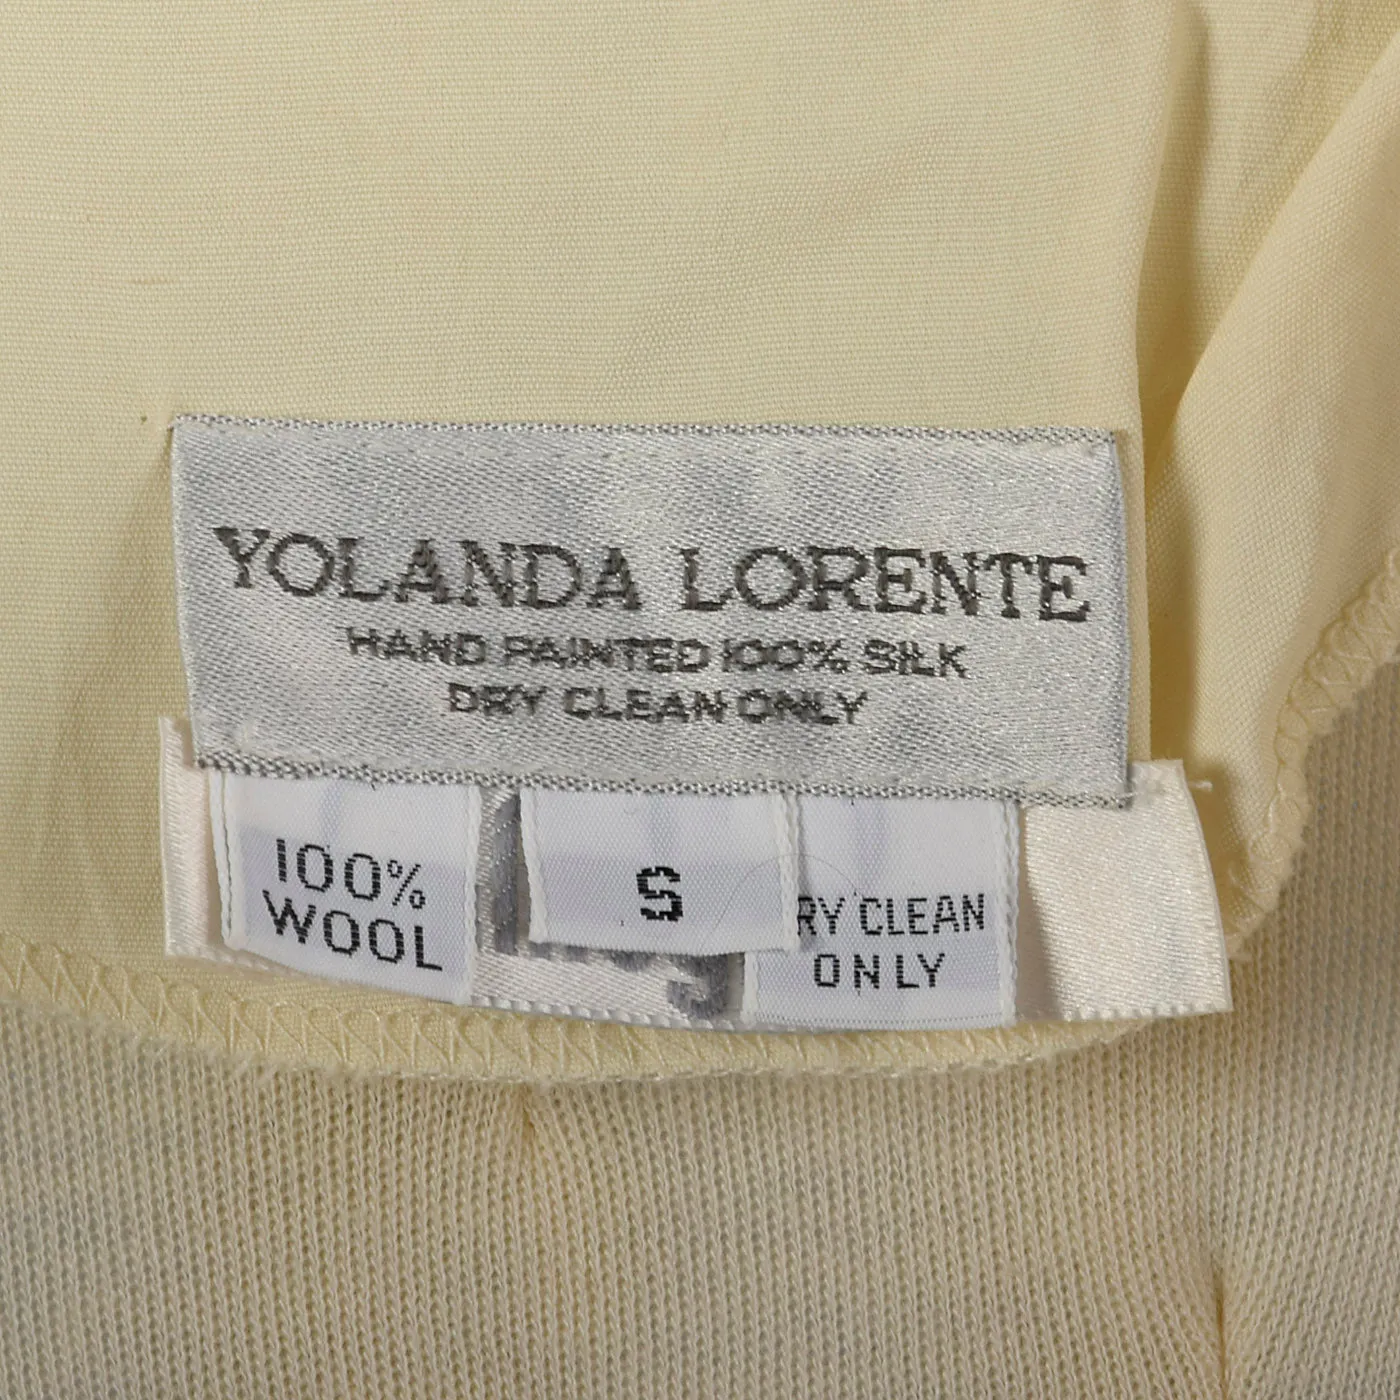 YOLANDA LORENTE
HAND PAINTED 100% SILK
DRY CLEAN ONLY
100%
WOOL
S
RY CLEAN
ONLY